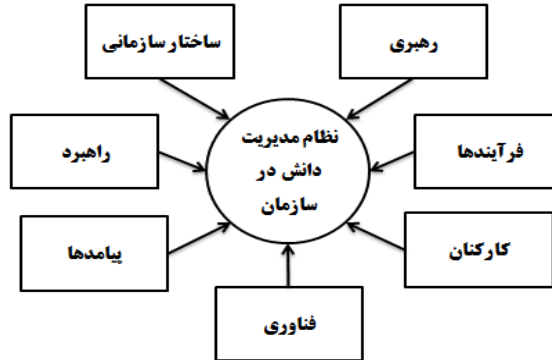 رهبری
ساختار سازمانی
نظام مدیریت
دانش در
سازمان
فرآیندها
راهبرد
کارکنان
پیامدها
فناوری